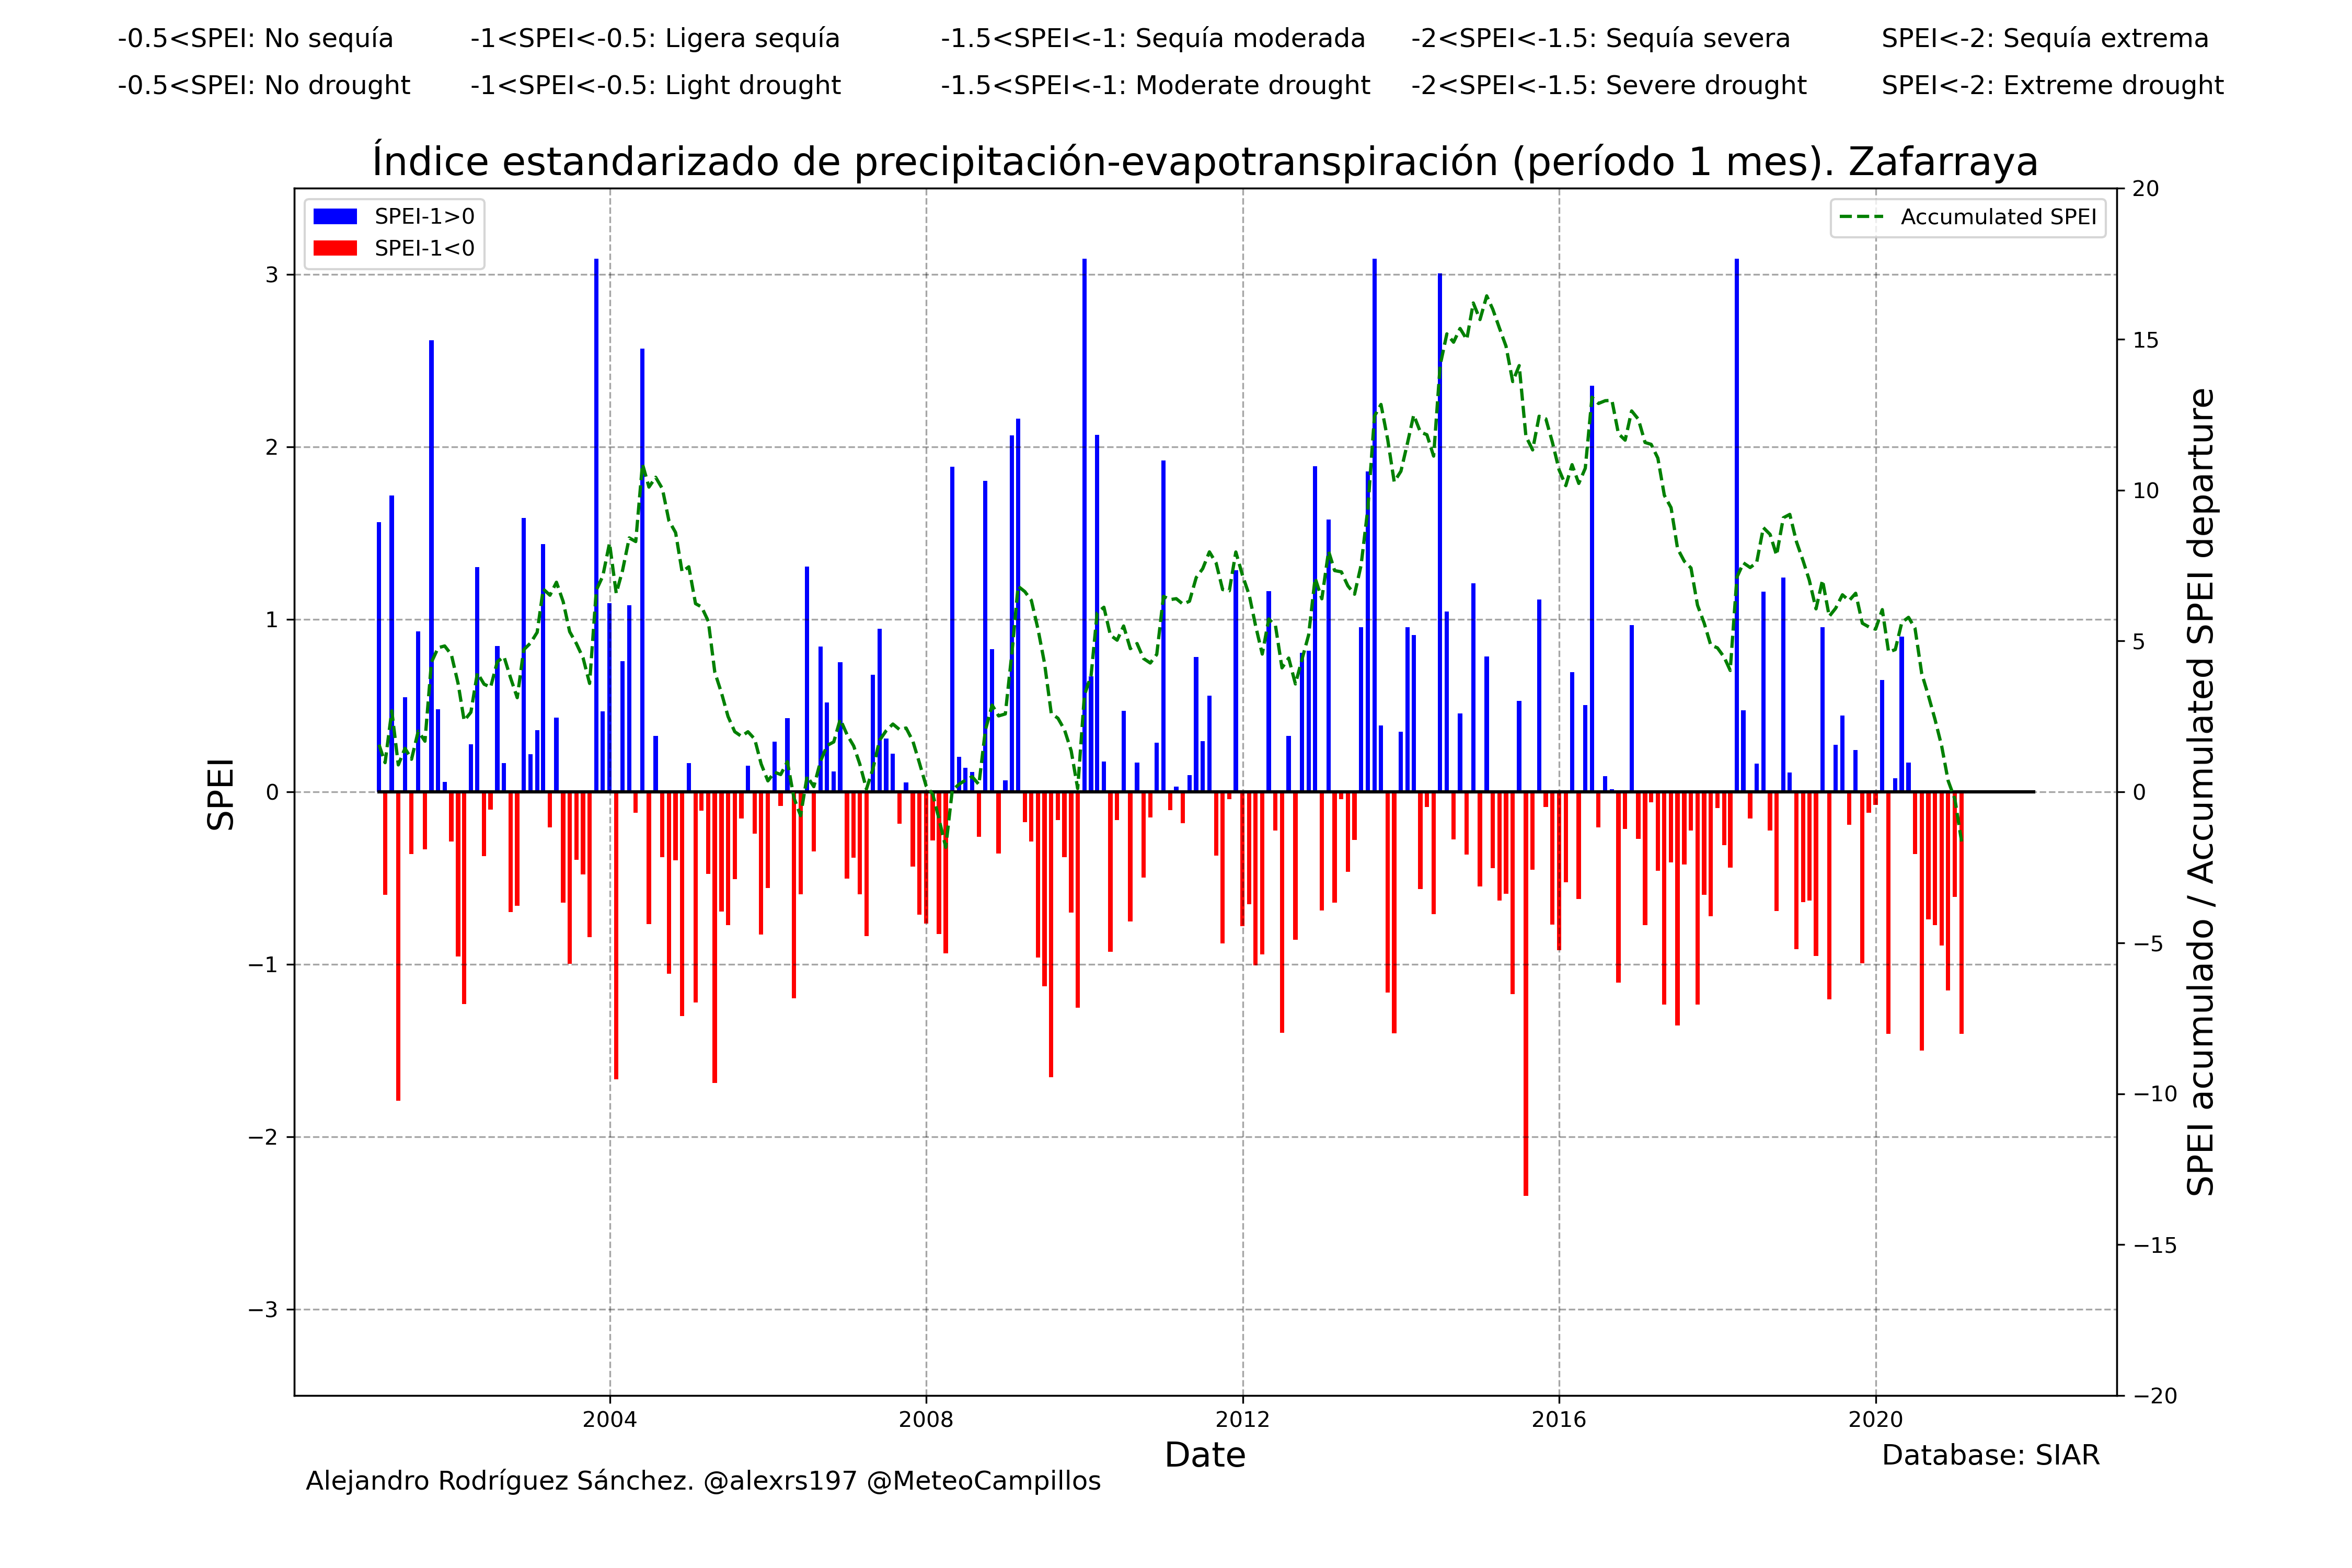 -0.5<SPEI: No sequía -1<SPEI<-0.5: Ligera sequía -1.5<SPEI<-1: Sequía moderada -2<SPEI<-1.5: Sequía severa SPEI<-2: Sequía extrema
-0.5<SPEI: No drought -1<SPEI<-0.5: Light drought -1.5<SPEI<-1: Moderate drought -2<SPEI<-1.5: Severe drought SPEI<-2: Extreme drought
Índice estandarizado de precipitación-evapotranspiración (período 1 mes). Zafarraya
SPEI-1>0
SPEI-1<0
Accumulated SPEI
SPEI
3
2
1
0
−1
−2
−3
20
15
10
5
0
−5
−10
−15
−20
SPEI acumulado / Accumulated SPEI departure
2004 2008 2012 2016 2020
Date
Database: SIAR
Alejandro Rodríguez Sánchez. @alexrs197 @MeteoCampillos